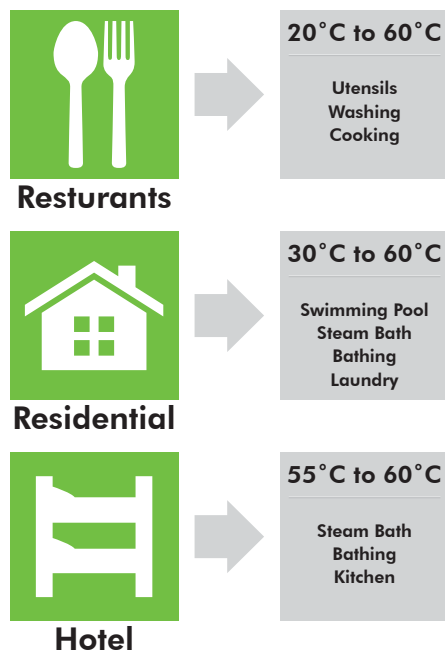 20°C to 60°C
Utensils
Washing
Cooking
Resturants
30°C to 60°C
Swimming Pool
Steam Bath
Bathing
Laundry
Residential
55°C to 60°C
Steam Bath
Bathing
Kitchen
Hotel